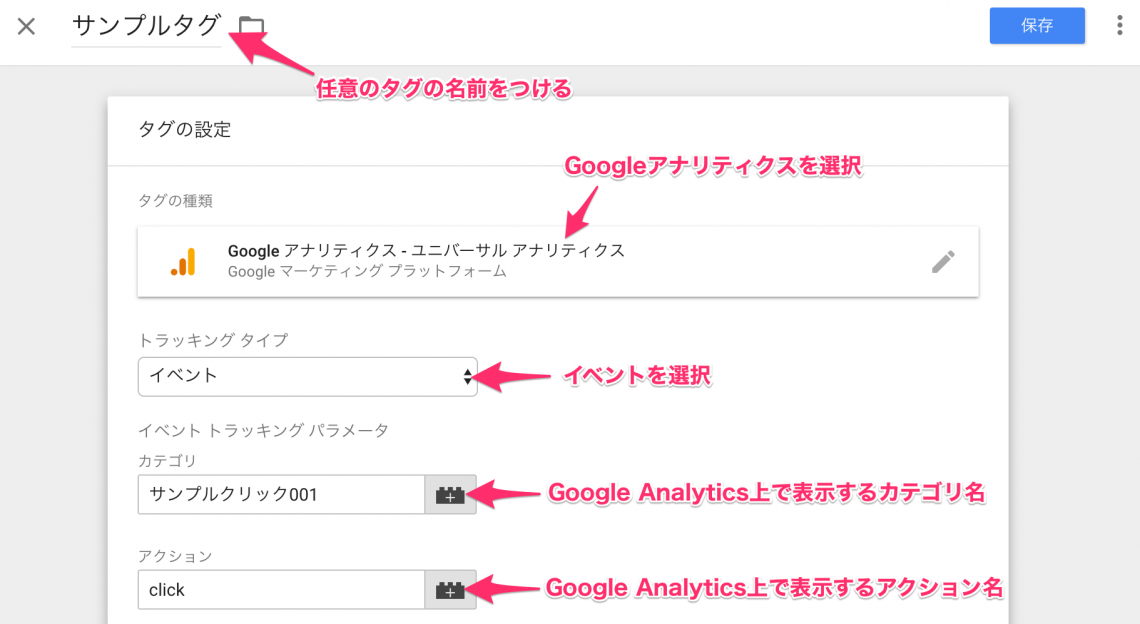 サンプルタグ
保存
任意のタグの名前をつける
タグの設定
Googleアナリティクスを選択
タグの種類
Google アナリティクス - ユニバーサル アナリティクス
Google マーケティング プラットフォーム
トラッキング タイプ
イベント
イベントを選択
イベント トラッキング パラメータ
カテゴリ
サンプルクリック001
Google Analytics上で表示するカテゴリ名
アクション
click
Google Analytics上で表示するアクション名